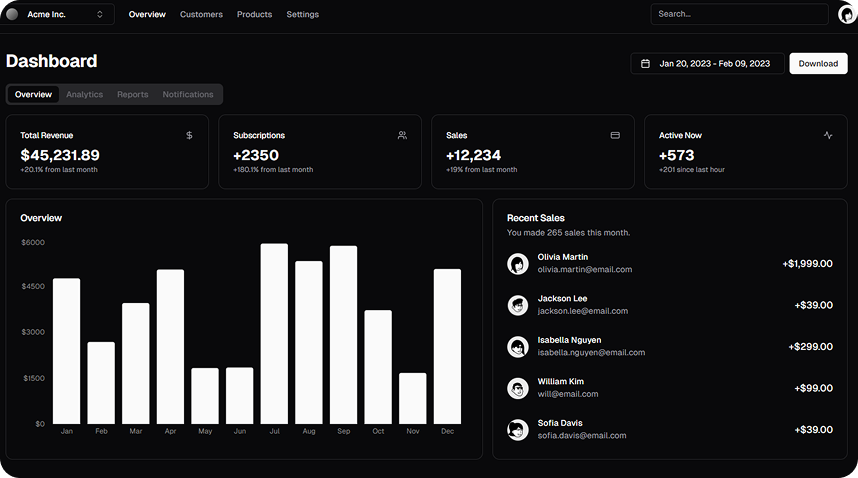 Acme Inc. Overview Customers Products Settings Search...
Dashboard
Jan 20, 2023 - Feb 09, 2023 Download
Overview Analytics Reports Notifications
Total Revenue
$45,231.89
+20.1% from last month
Subscriptions
+2350
+180.1% from last month
Sales
+12,234
+19% from last month
Active Now
+573
+201 since last hour
Overview
$6000
$4500
$3000
$1500
$0
Jan Feb Mar Apr May Jun Jul Aug Sep Oct Nov Dec
Recent Sales
You made 265 sales this month.
Olivia Martin
olivia.martin@email.com
+$1,999.00
Jackson Lee
jackson.lee@email.com
+$39.00
Isabella Nguyen
isabella.nguyen@email.com
+$299.00
William Kim
will@email.com
+$99.00
Sofia Davis
sofia.davis@email.com
+$39.00